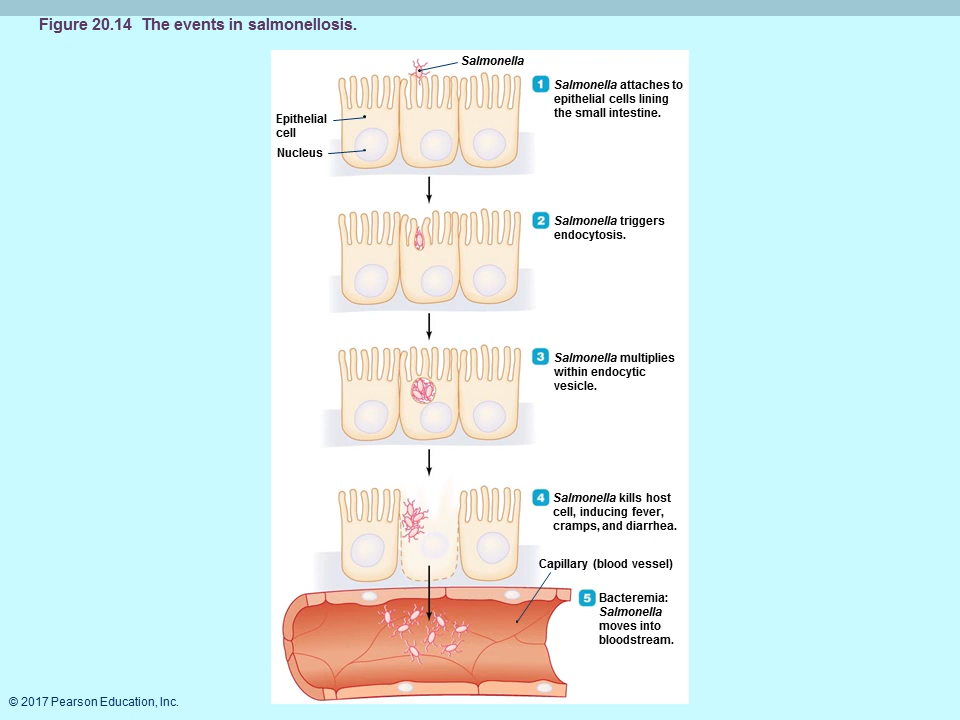 Figure 20.14 The events in salmonellosis.
Salmonella
Epithelial
cell
Nucleus
1 Salmonella attaches to
epithelial cells lining
the small intestine.
2 Salmonella triggers
endocytosis.
3 Salmonella multiplies
within endocytic
vesicle.
4 Salmonella kills host
cell, inducing fever,
cramps, and diarrhea.
Capillary (blood vessel)
5 Bacteremia:
Salmonella
moves into
bloodstream.
© 2017 Pearson Education, Inc.